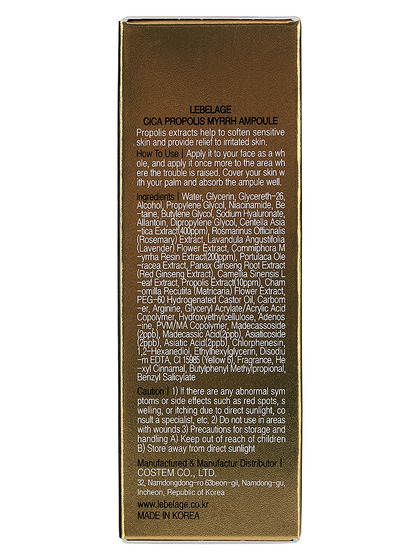 LEBELAGE
CICA PROPOLIS MYRRH AMPOULE
Propolis extracts help to soften sensitive
skin and provide relief to irritated skin.
How To Use | Apply it to your face as a wh
ole, and apply it once more to the area wh
ere the trouble is raised. Cover your skin w
ith your palm and absorb the ampoule well.
Ingredients | Water, Glycerin, Glycereth-26,
Alcohol, Propylene Glycol, Niacinamide, Be
-taine, Butylene Glycol, Sodium Hyaluronate,
Allantoin, Dipropylene Glycol, Centella Asia
-tica Extract(400ppm), Rosmarinus Officinalis
(Rosemary) Extract, Lavandula Angustifolia
(Lavender) Flower Extract, Commiphora M
-yrrha Resin Extract(200ppm), Portulaca Ole
-racea Extract, Panax Ginseng Root Extract
(Red Ginseng Extract), Camellia Sinensis L
-eaf Extract, Propolis Extract(10ppm), Cham
-omilla Recutita (Matricaria) Flower Extract,
PEG-60 Hydrogenated Castor Oil, Carbom
-er, Arginine, Glyceryl Acrylate/Acrylic Acid
Copolymer, Hydroxyethylcellulose, Adenos
-ine, PVM/MA Copolymer, Madecassoside
(2ppb), Madecassic Acid(2ppb), Asiaticoside
(2ppb), Asiatic Acid(2ppb), Chlorphenesin,
1,2-Hexanediol, Ethylhexylglycerin, Disodiu
-m EDTA, CI 15985 (Yellow 6), Fragrance, He
-xyl Cinnamal, Butylphenyl Methylpropional,
Benzyl Salicylate
Caution | 1) If there are any abnormal sym
ptoms or side effects such as red spots, s
welling, or itching due to direct sunlight, co
nsult a specialist, etc, 2) Do not use in areas
with wounds 3) Precautions for storage and
handling A) Keep out of reach of children
B) Store away from direct sunlight
Manufactured & Manufactur Distributor |
COSTEM CO., LTD.
32, Namdongdong-ro 63beon-gil, Namdong-gu,
Incheon, Republic of Korea
www.lebelage.co.kr
MADE IN KOREA